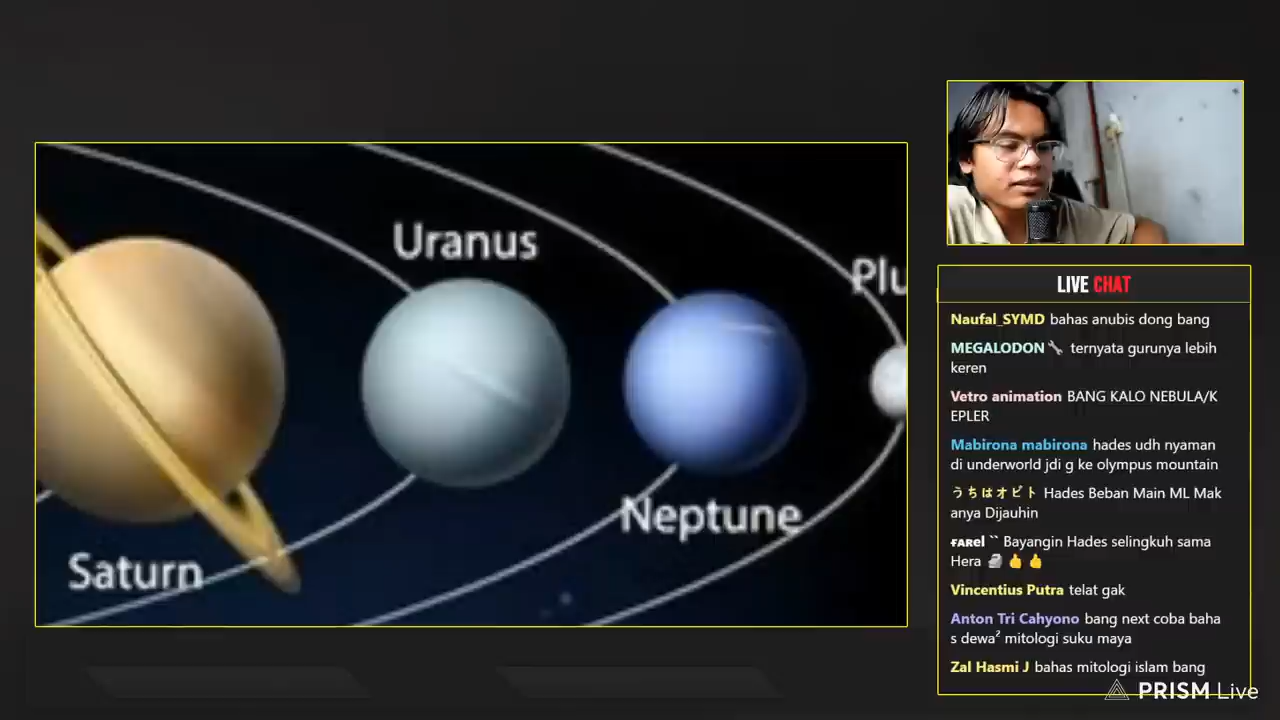 Uranus
Plu
Neptune
Saturn
LIVE CHAT
Naufal_SYMD bahas anubis dong bang
MEGALODON ternyata gurunya lebih
keren
Vetro animation BANG KALO NEBULA/K
EPLER
Mabirona mabirona hades udh nyaman
di underworld jdi g ke olympus mountain
うちはオビト Hades Beban Main ML Mak
anya Dijauhin
ꜰᴀʀᴇl `` Bayangin Hades selingkuh sama
Hera 🗿👍👍
Vincentius Putra telat gak
Anton Tri Cahyono bang next coba baha
s dewa² mitologi suku maya
Zal Hasmi J bahas mitologi islam bang
PRISM Live